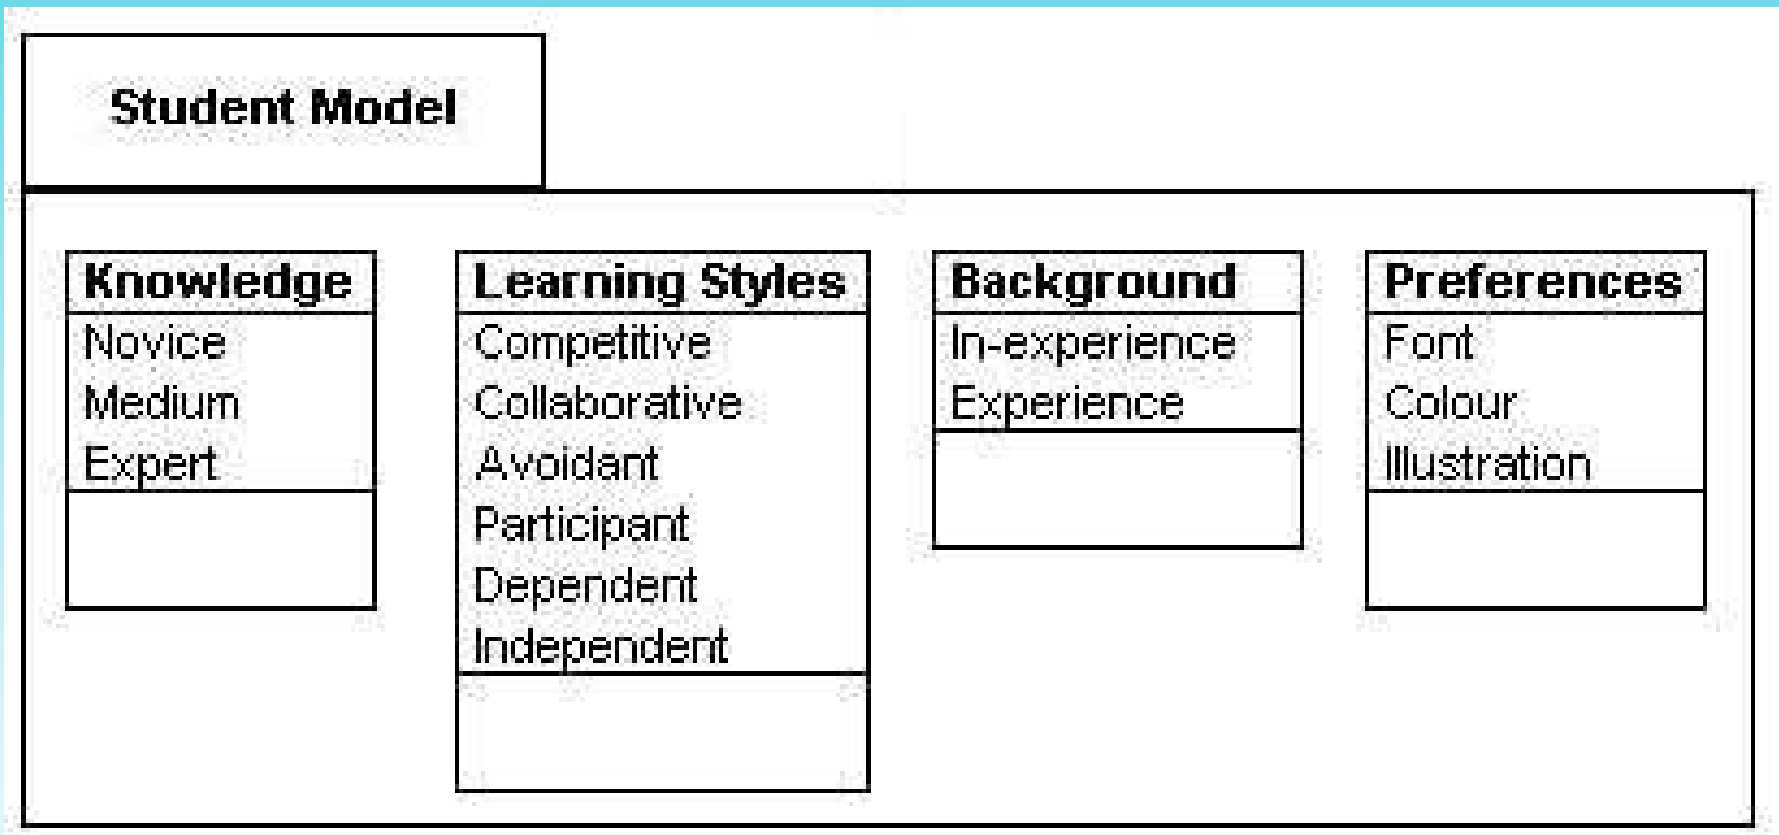 Student Model
Knowledge
Novice
Medium
Expert
Learning Styles
Competitive
Collaborative
Avoidant
Participant
Dependent
Independent
Background
In-experience
Experience
Preferences
Font
Colour
Illustration